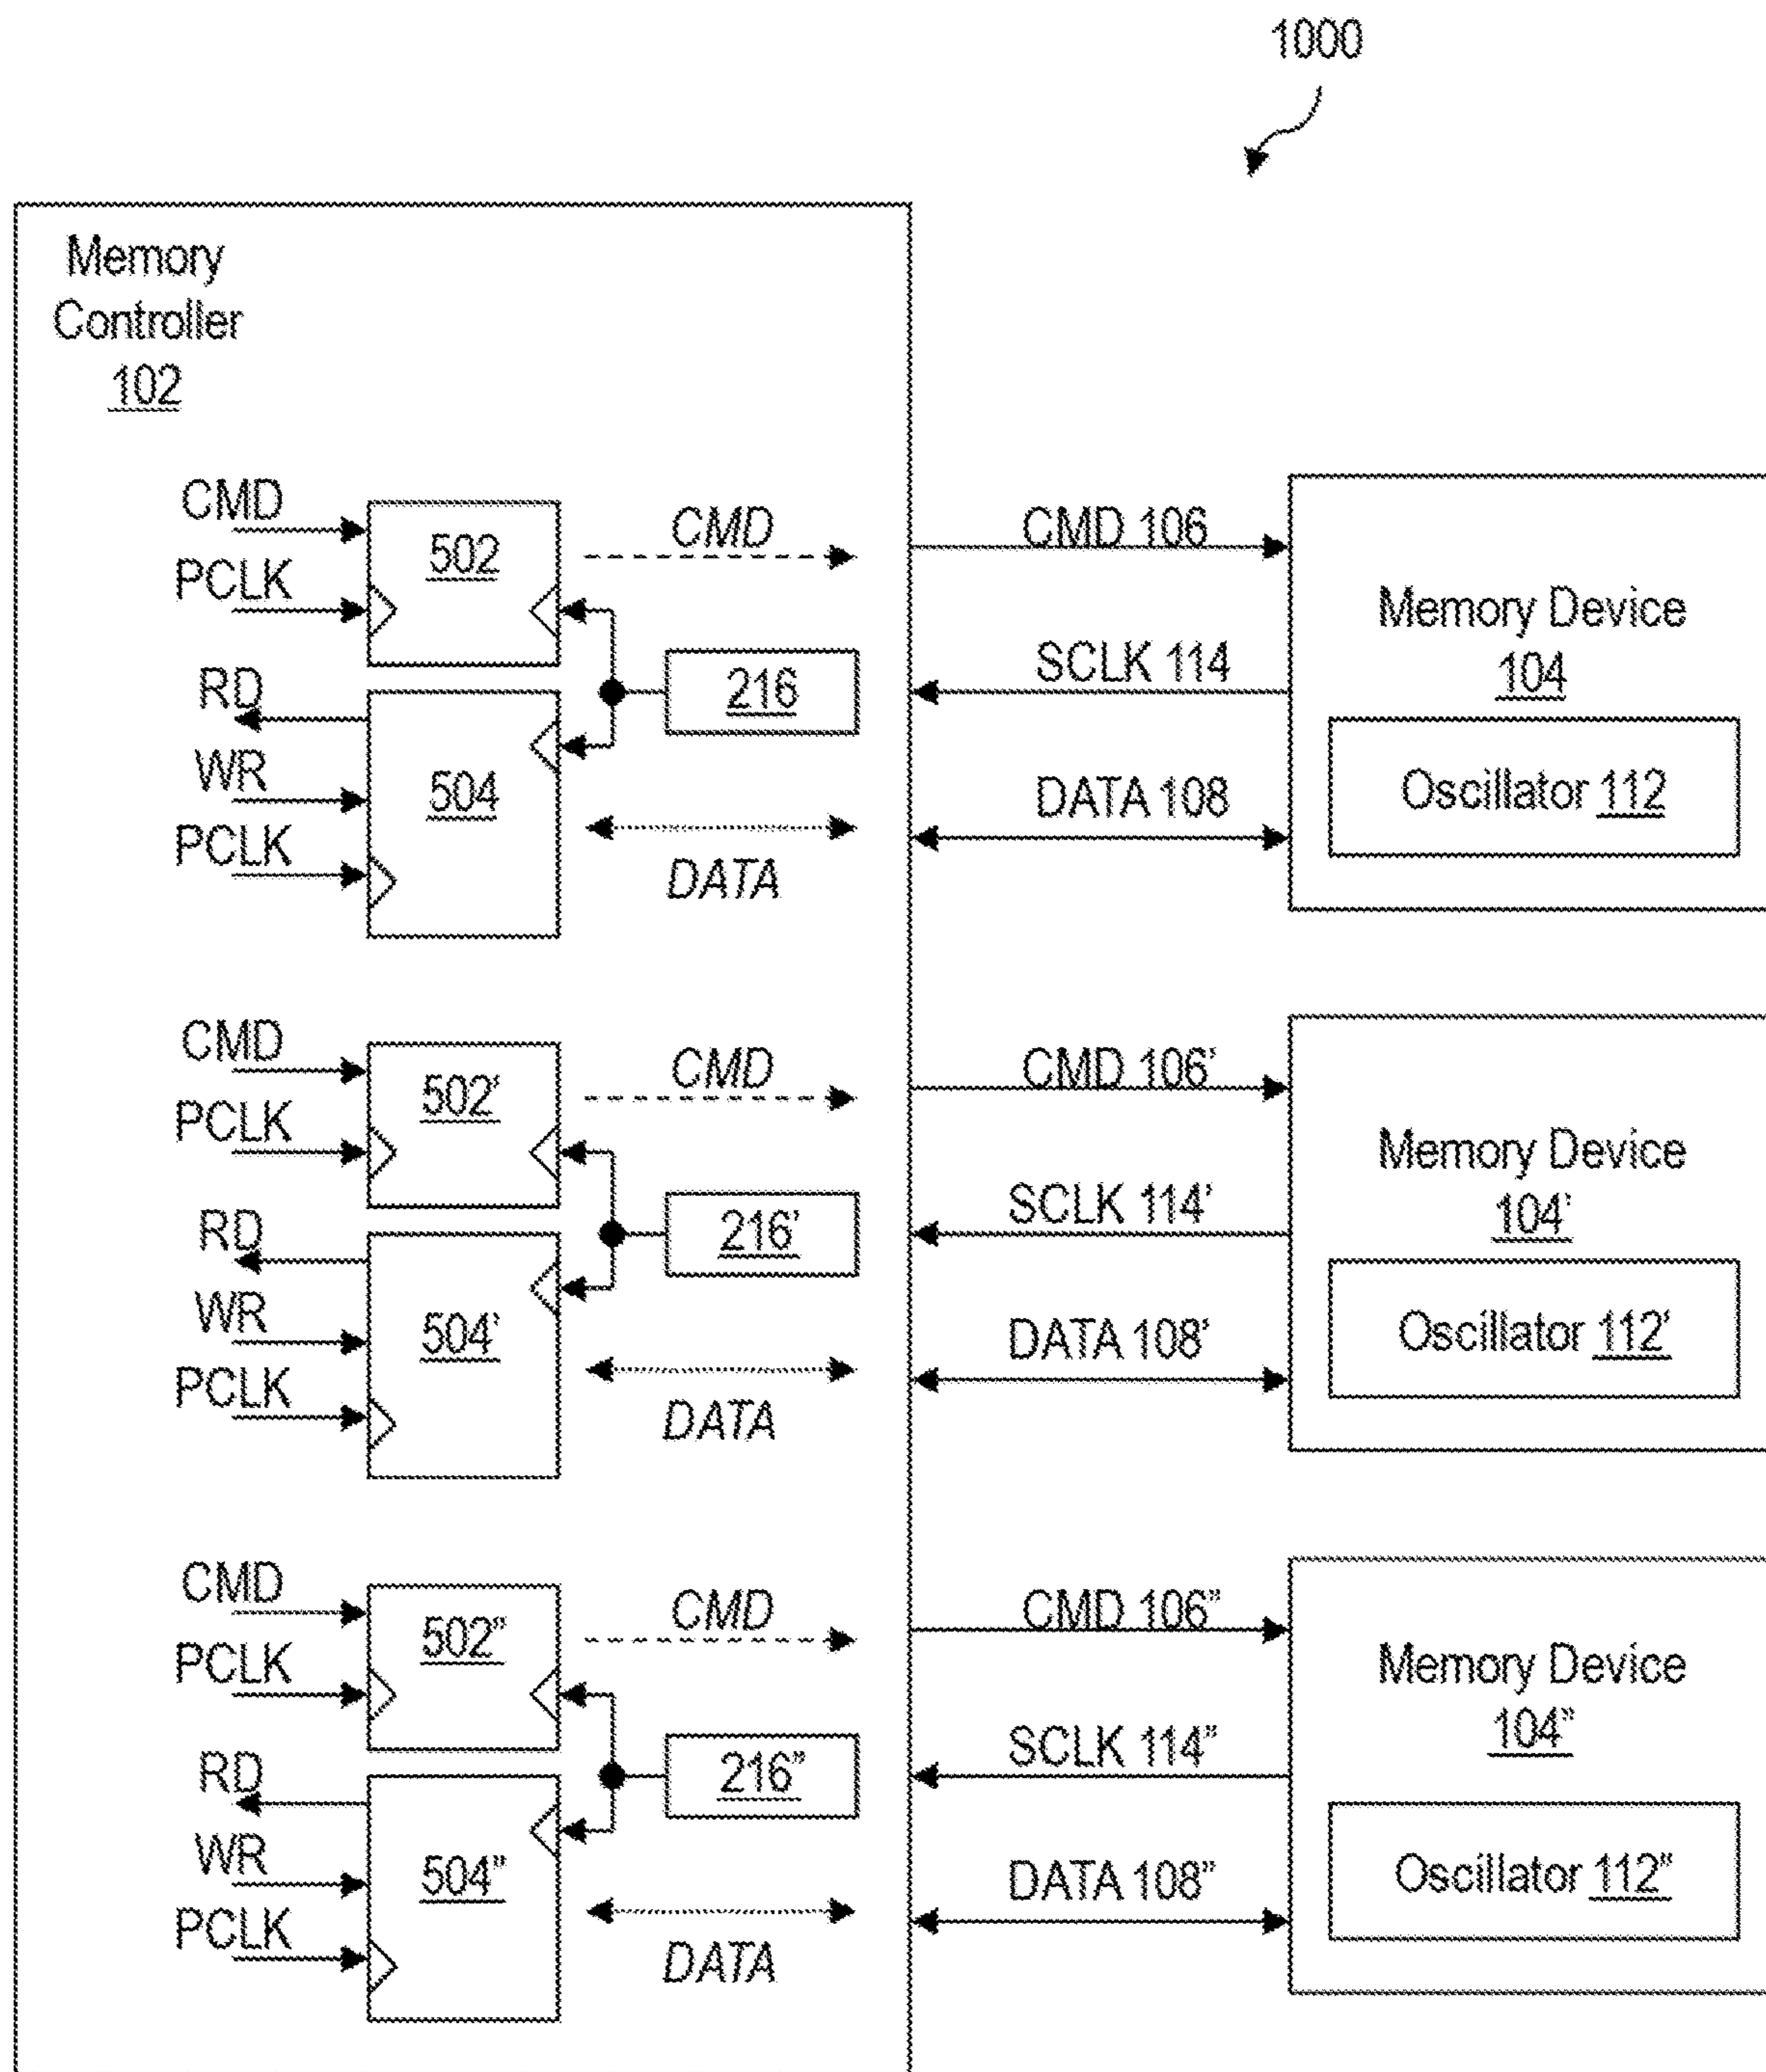 1000
Memory
Controller
102
CMD
PCLK
502
CMD
RD
WR
PCLK
504
216
DATA
CMD 106
SCLK 114
DATA 108
Memory Device
104
Oscillator 112
CMD
PCLK
502'
CMD
RD
WR
PCLK
504'
216'
DATA
CMD 106'
SCLK 114'
DATA 108'
Memory Device
104'
Oscillator 112'
CMD
PCLK
502"
CMD
RD
WR
PCLK
504"
216"
DATA
CMD 106"
SCLK 114"
DATA 108"
Memory Device
104"
Oscillator 112"